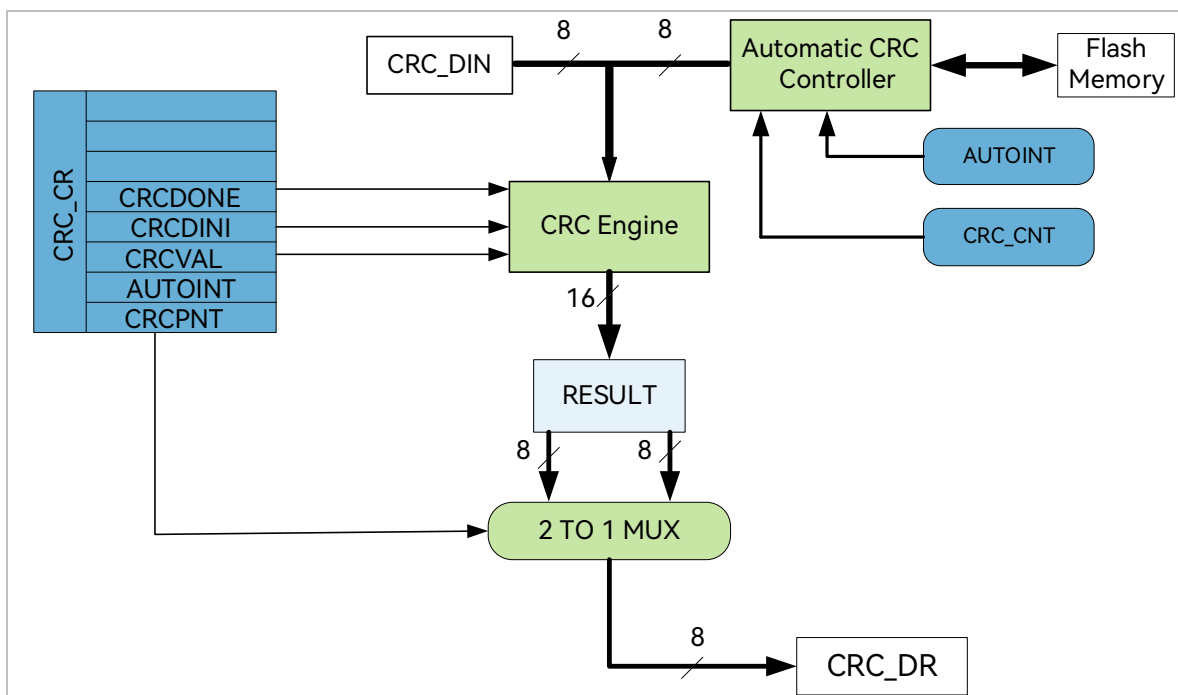 8
8
CRC_DIN
Automatic CRC
Controller
Flash
Memory
CRC_CR
CRCDONE
CRCDINI
CRCVAL
AUTOINT
CRCPNT
CRC Engine
AUTOINT
CRC_CNT
16
RESULT
8
8
2 TO 1 MUX
8
CRC_DR